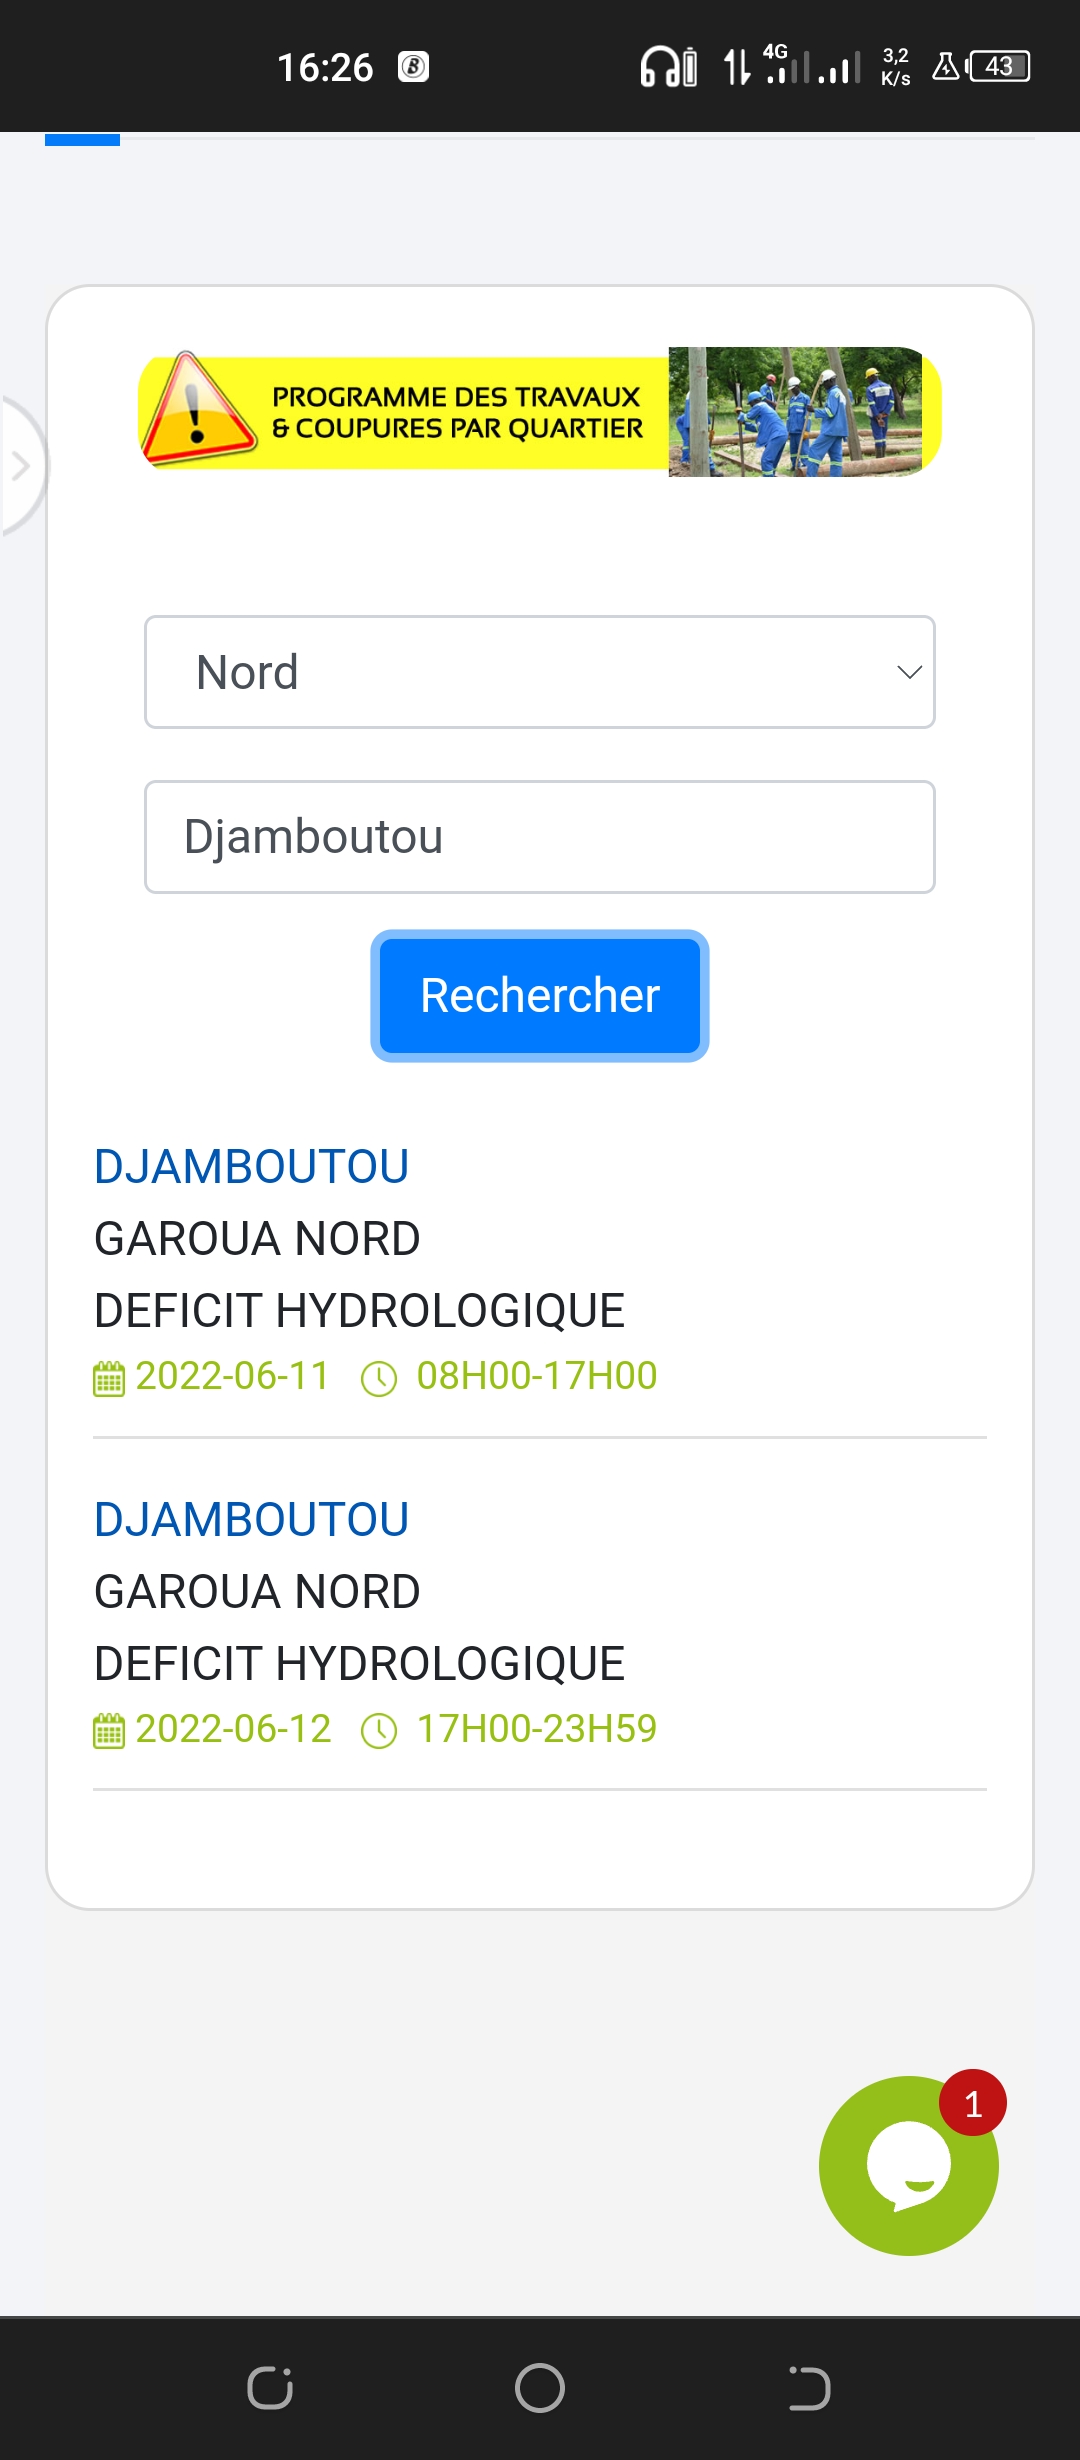 16:26
4G
3,2
K/s
43
PROGRAMME DES TRAVAUX
& COUPURES PAR QUARTIER
Nord
Djamboutou
Rechercher
DJAMBOUTOU
GAROUA NORD
DEFICIT HYDROLOGIQUE
2022-06-11 08H00-17H00
DJAMBOUTOU
GAROUA NORD
DEFICIT HYDROLOGIQUE
2022-06-12 17H00-23H59
1